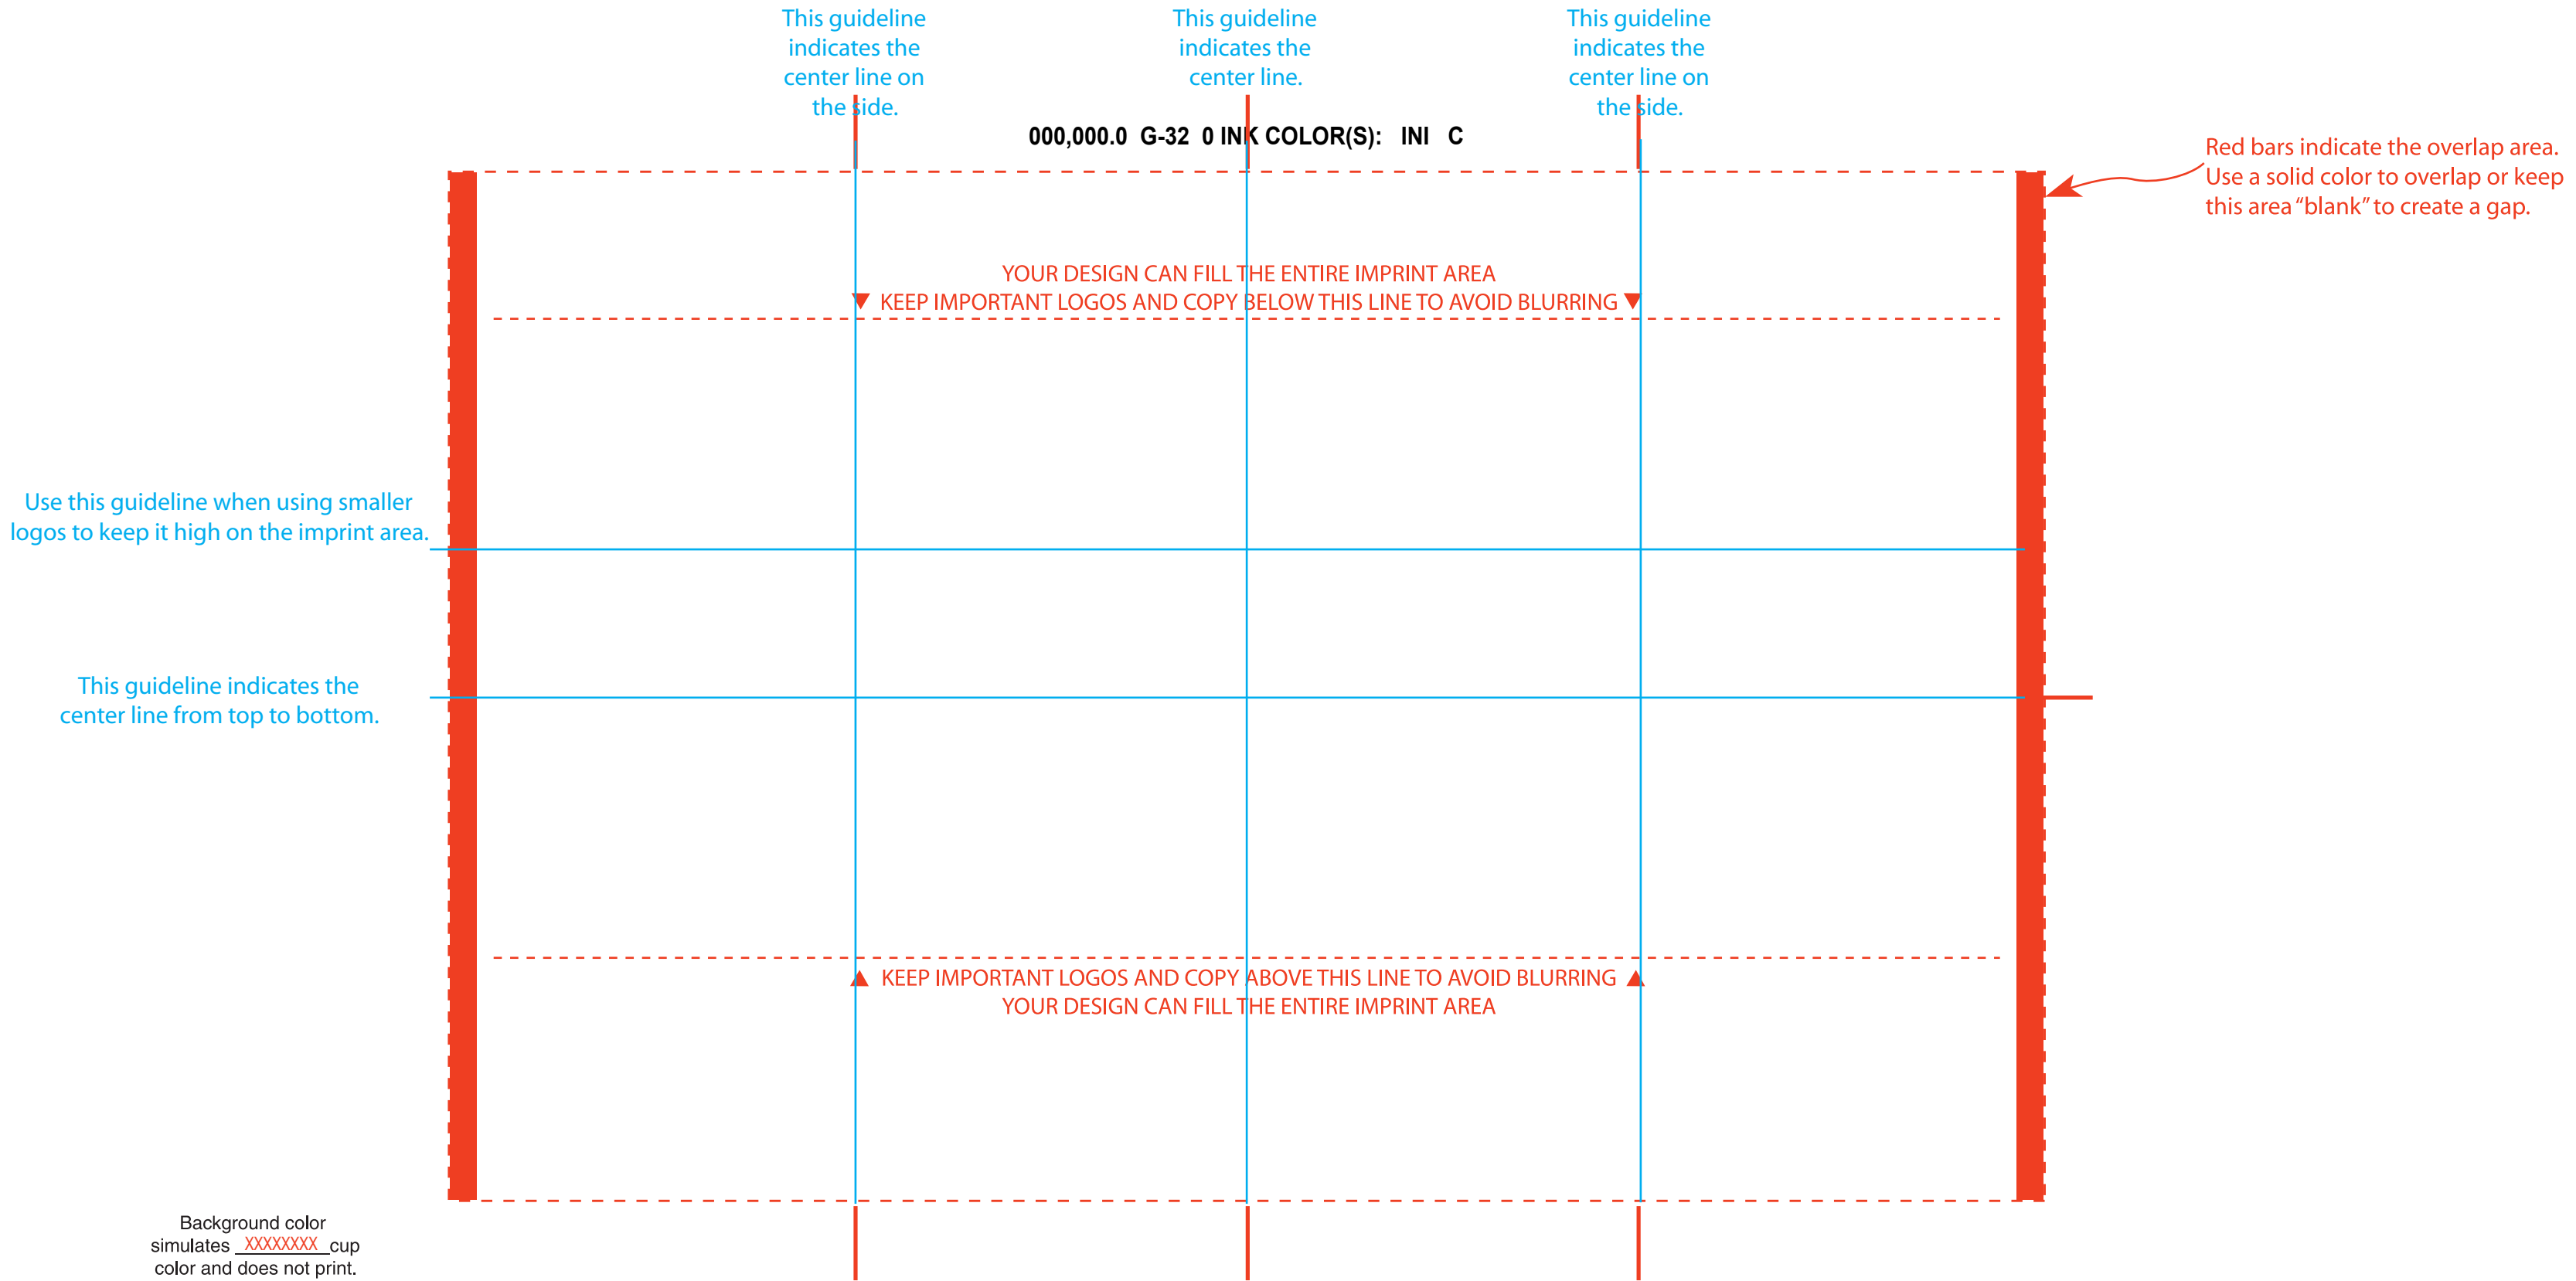 This guideline
indicates the
center line on
the side.
This guideline
indicates the
center line.
This guideline
indicates the
center line on
the side.
000,000.0 G-32 0 INK COLOR(S): INI C
Red bars indicate the overlap area.
Use a solid color to overlap or keep
this area “blank” to create a gap.
YOUR DESIGN CAN FILL THE ENTIRE IMPRINT AREA
KEEP IMPORTANT LOGOS AND COPY BELOW THIS LINE TO AVOID BLURRING
Use this guideline when using smaller
logos to keep it high on the imprint area.
This guideline indicates the
center line from top to bottom.
KEEP IMPORTANT LOGOS AND COPY ABOVE THIS LINE TO AVOID BLURRING
YOUR DESIGN CAN FILL THE ENTIRE IMPRINT AREA
Background color
simulates XXXXXXXX cup
color and does not print.